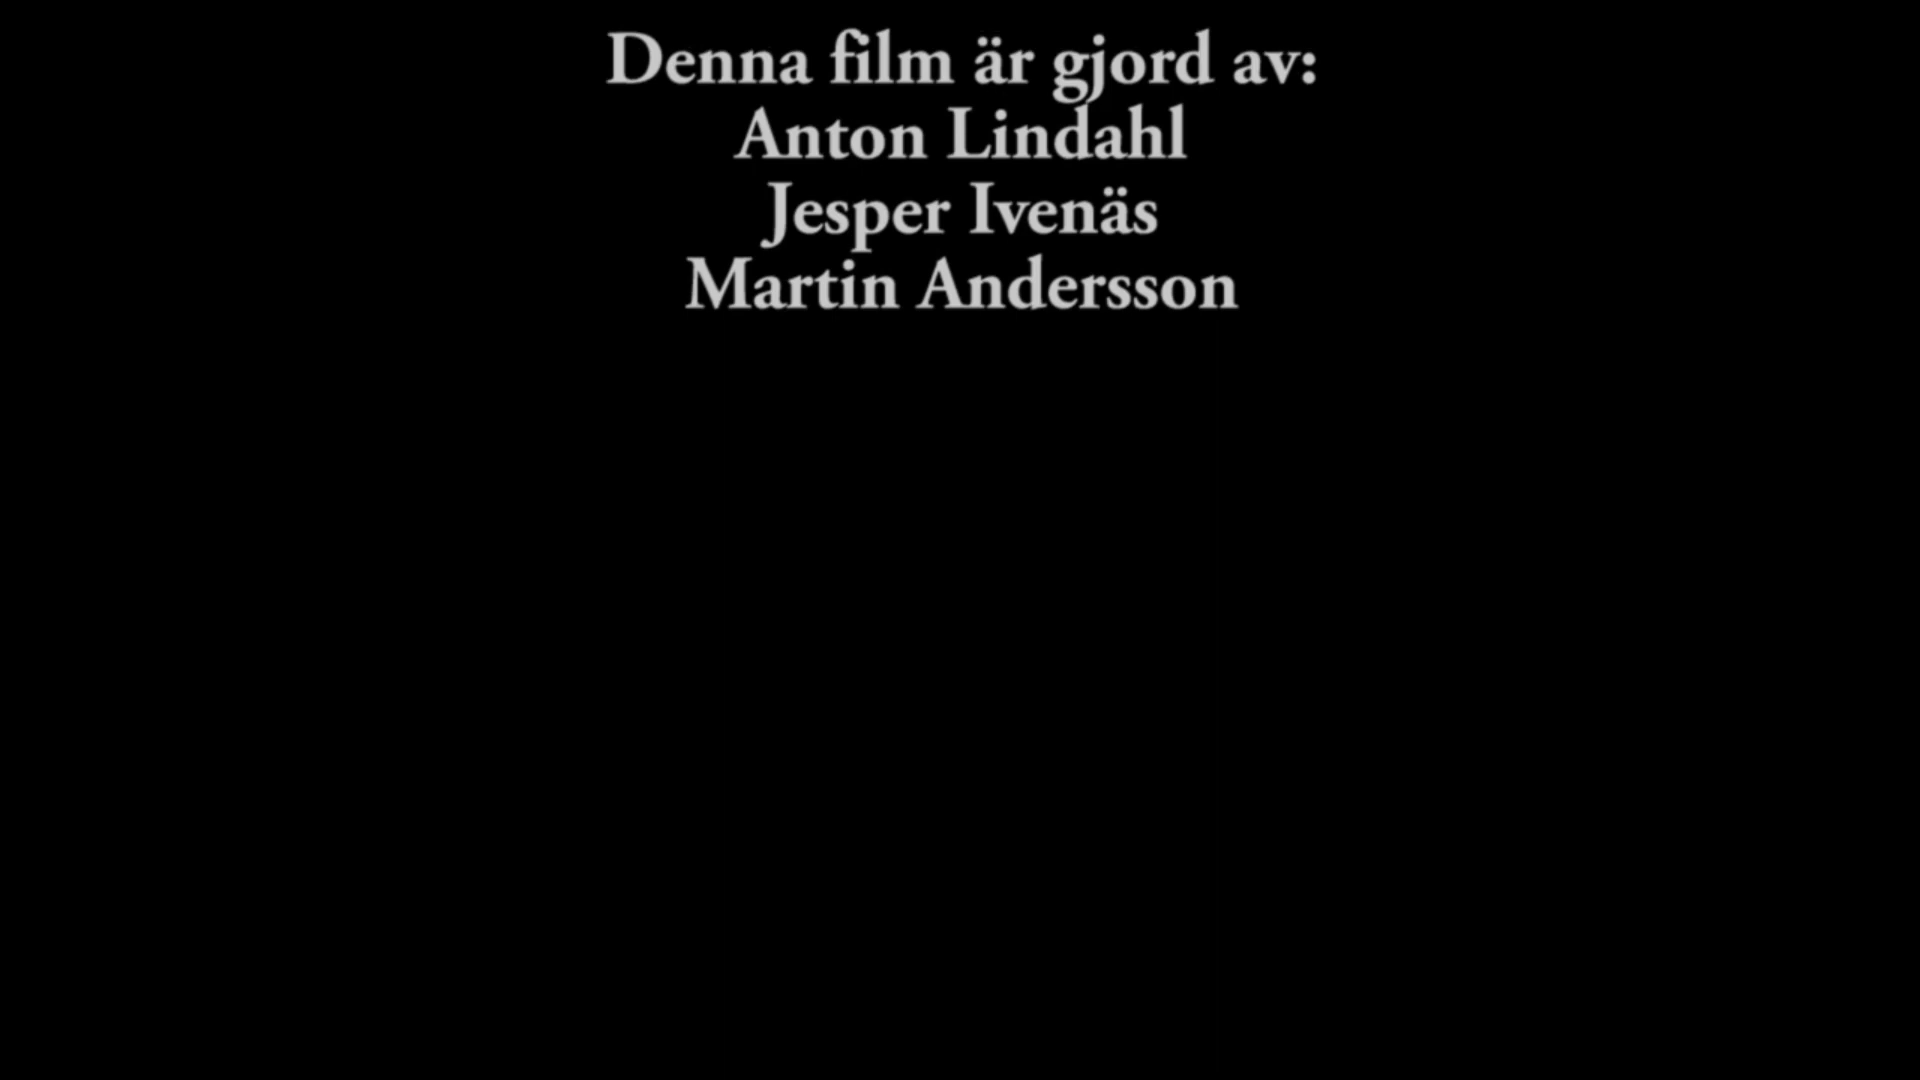 Denna film är gjord av:
Anton Lindahl
Jesper Ivenäs
Martin Andersson